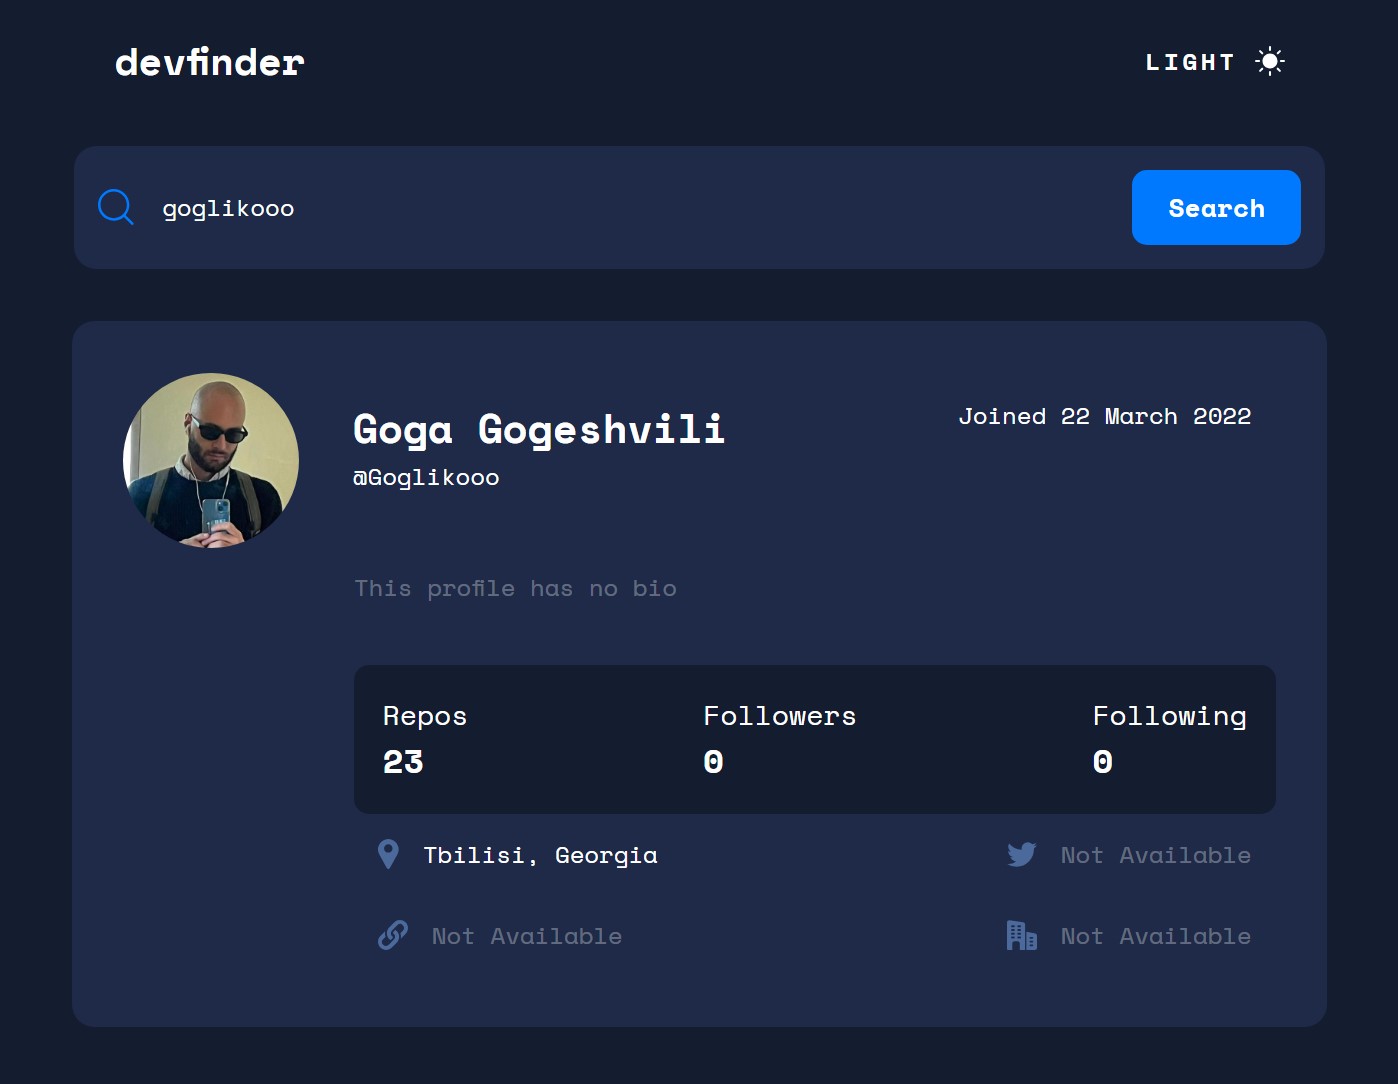 devfinder
LIGHT
goglikooo
Search
Goga Gogeshvili
Joined 22 March 2022
@Goglikooo
This profile has no bio
Repos
Followers
Following
23
0
0
Tbilisi, Georgia
Not Available
Not Available
Not Available